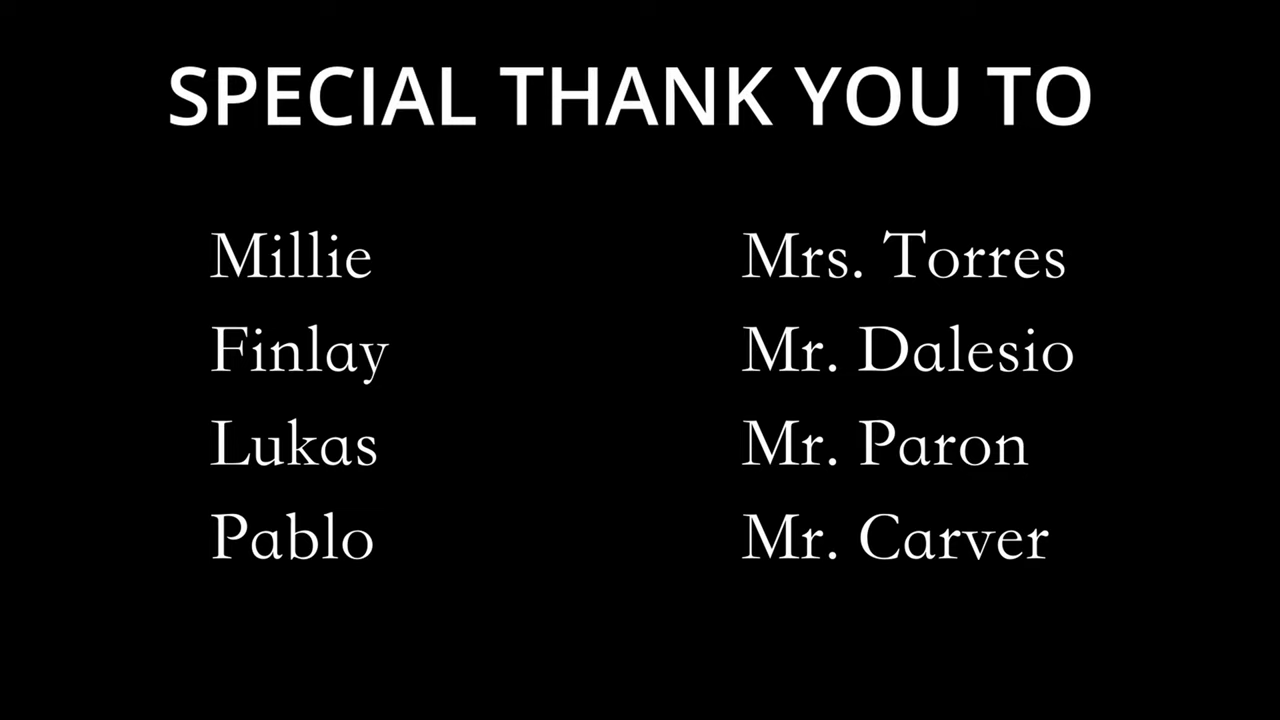 SPECIAL THANK YOU TO
Millie
Finlay
Lukas
Pablo
Mrs. Torres
Mr. Dalesio
Mr. Paron
Mr. Carver